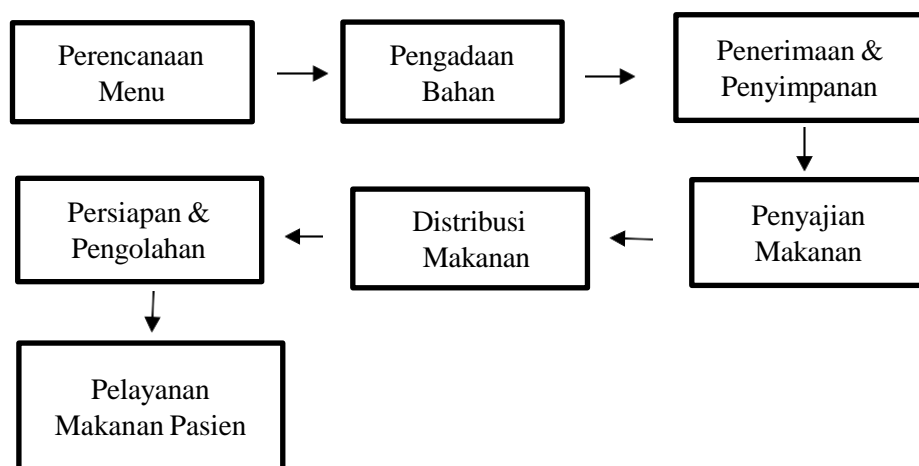 Perencanaan
Menu
Pengadaan
Bahan
Penerimaan &
Penyimpanan
Penyajian
Makanan
Distribusi
Makanan
Persiapan &
Pengolahan
Pelayanan
Makanan Pasien